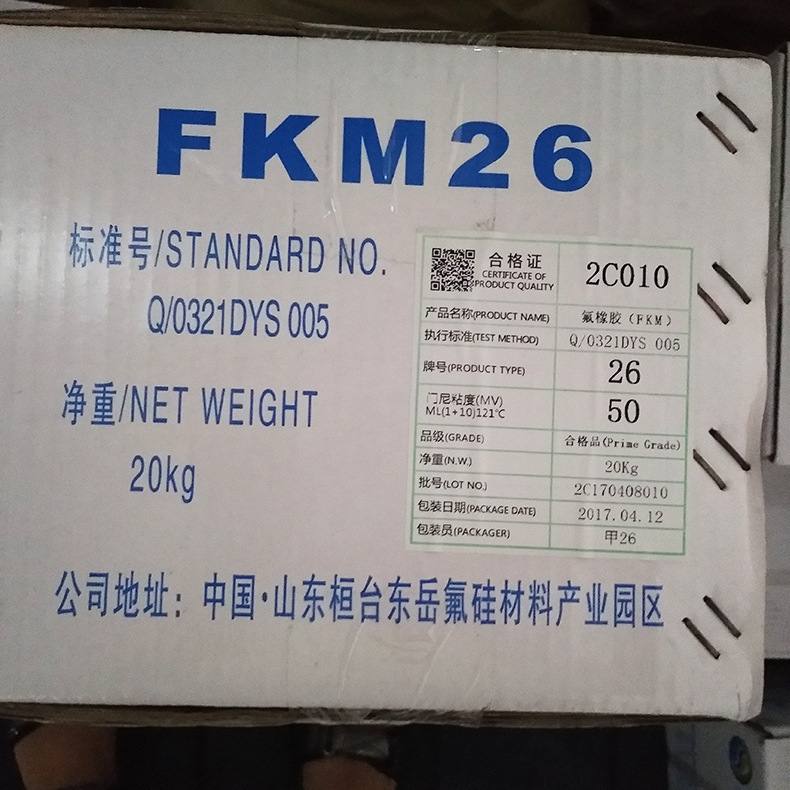 FKM26
标准号/STANDARD NO.
Q/0321DYS 005
净重/NET WEIGHT
20kg
合格证
CERTIFICATE OF
PRODUCT QUALITY
2C010
产品名称(PRODUCT NAME) 氟橡胶(FKM)
执行标准(TEST METHOD) Q/0321DYS 005
牌号(PRODUCT TYPE) 26
门尼粘度(MV)
ML(1+10)121℃
50
品级(GRADE) 合格品(Prime Grade)
净重(N.W.) 20Kg
批号(LOT NO.) 2C170408010
包装日期(PACKAGE DATE) 2017.04.12
包装员(PACKAGER) 甲26
公司地址：中国·山东桓台东岳氟硅材料产业园区